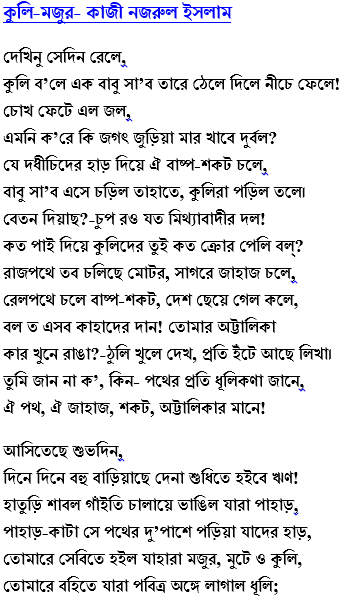 কুলি-মজুর- কাজী নজরুল ইসলাম
দেখিনু সেদিন রেলে,
কুলি ব’লে এক বাবু সা’ব তারে ঠেলে দিলে নীচে ফেলে!
চোখ ফেটে এল জল,
এমনি ক’রে কি জগৎ জুড়িয়া মার খাবে দুর্বল?
যে দধীচিদের হাড় দিয়ে ঐ বাষ্প-শকট চলে,
বাবু সা’ব এসে চড়িল তাহাতে, কুলিরা পড়িল তলে।
বেতন দিয়াছ?-চুপ রও যত মিথ্যাবাদীর দল!
কত পাই দিয়ে কুলিদের তুই কত ক্রোর পেলি বল্?
রাজপথে তব চলিছে মোটর, সাগরে জাহাজ চলে,
রেলপথে চলে বাষ্প-শকট, দেশ ছেয়ে গেল কলে,
বল ত এসব কাহাদের দান! তোমার অট্টালিকা
কার খুনে রাঙা?-ঠুলি খুলে দেখ, প্রতি ইঁটে আছে লিখা।
তুমি জান না ক’, কিন- পথের প্রতি ধূলিকণা জানে,
ঐ পথ, ঐ জাহাজ, শকট, অট্টালিকার মানে!
আসিতেছে শুভদিন,
দিনে দিনে বহু বাড়িয়াছে দেনা শুধিতে হইবে ঋণ!
হাতুড়ি শাবল গাঁইতি চালায়ে ভাঙিল যারা পাহাড়,
পাহাড়-কাটা সে পথের দু’পাশে পড়িয়া যাদের হাড়,
তোমারে সেবিতে হইল যাহারা মজুর, মুটে ও কুলি,
তোমারে বহিতে যারা পবিত্র অঙ্গে লাগাল ধূলি;